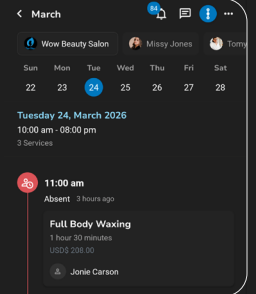 March
84
Wow Beauty Salon
Missy Jones
Tomy
Sun Mon Tue Wed Thu Fri Sat
22 23 24 25 26 27 28
Tuesday 24, March 2026
10:00 am - 08:00 pm
3 Services
11:00 am
Absent 3 hours ago
Full Body Waxing
1 hour 30 minutes
USD$ 208.00
Jonie Carson